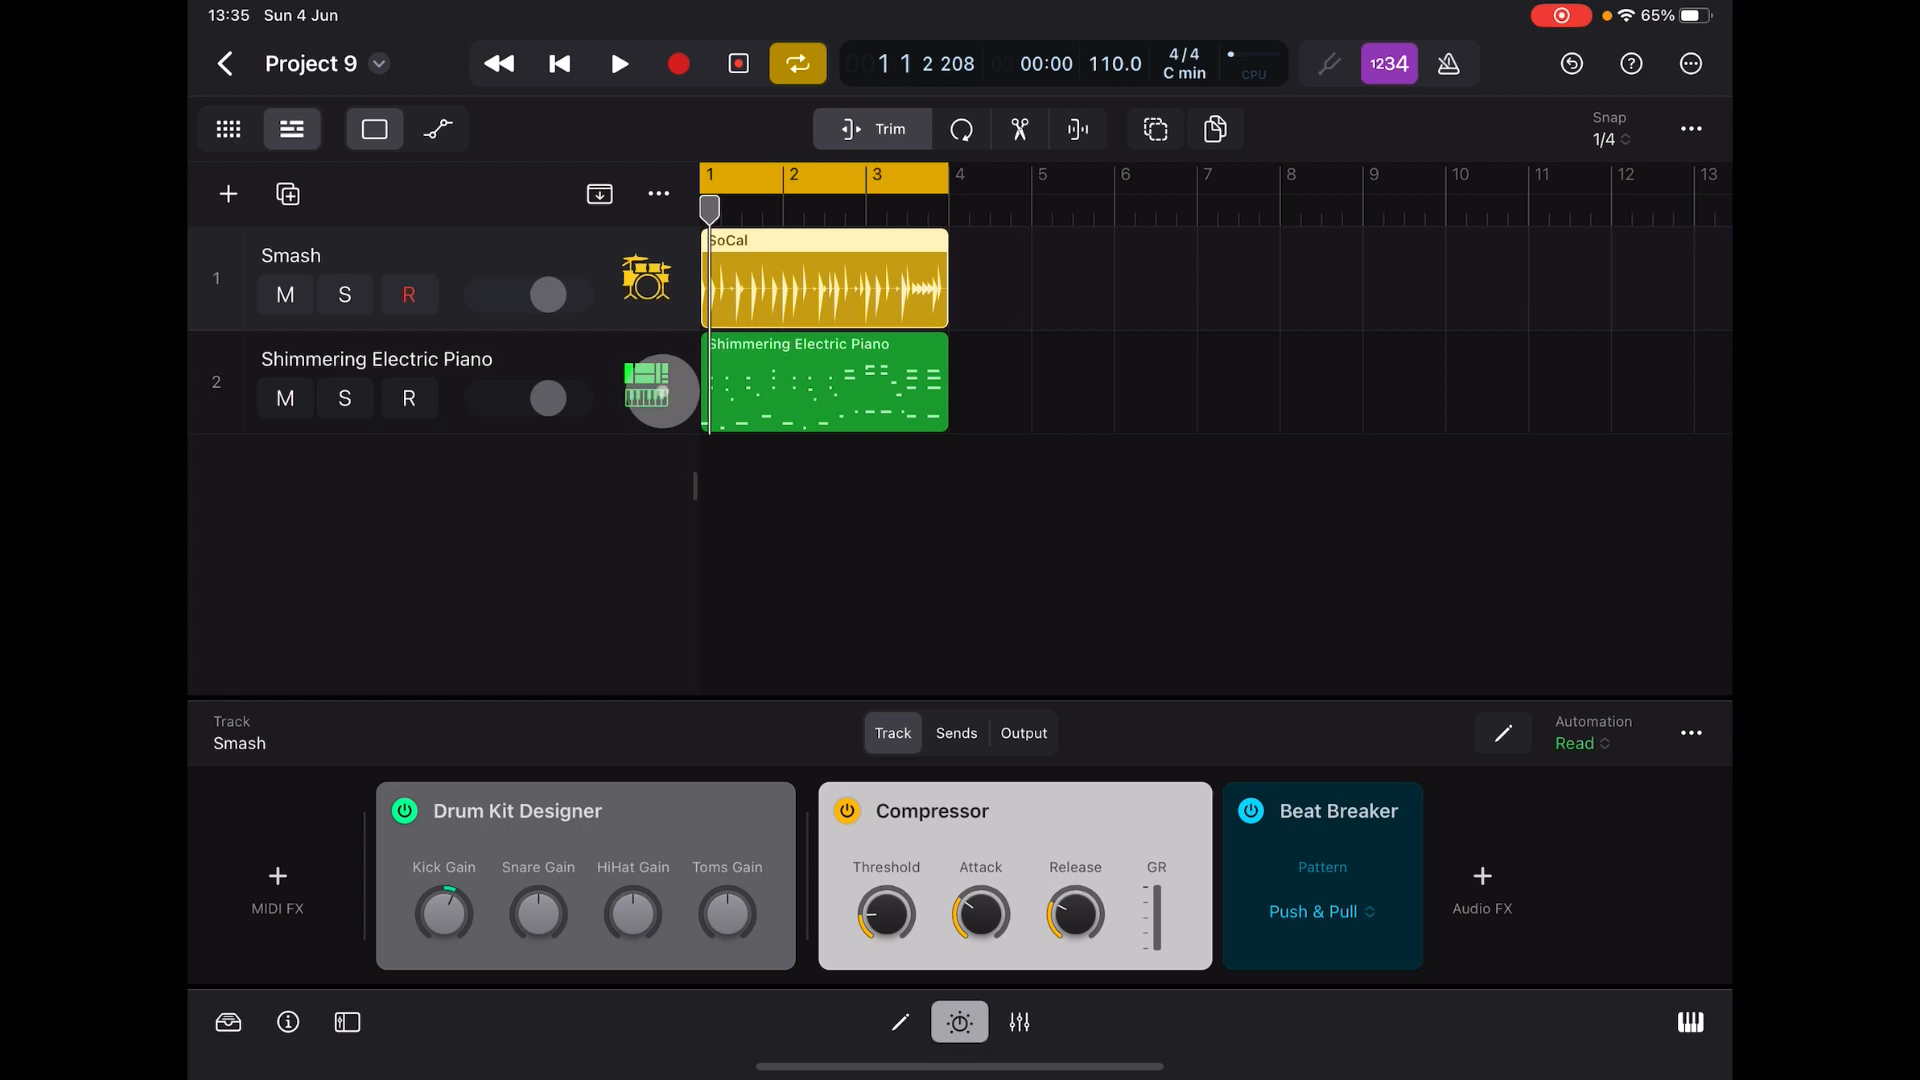 13:35 Sun 4 Jun
65%
Project 9
1 1 2 208
00:00
110.0
4/4
C min
CPU
1234
Trim
Snap
1/4
1 2 3 4 5 6 7 8 9 10 11 12 13
1
Smash
M S R
SoCal
2
Shimmering Electric Piano
M S R
Shimmering Electric Piano
Track
Smash
Track Sends Output
Automation
Read
MIDI FX
Drum Kit Designer
Kick Gain Snare Gain HiHat Gain Toms Gain
Compressor
Threshold Attack Release GR
Beat Breaker
Pattern
Push & Pull
Audio FX